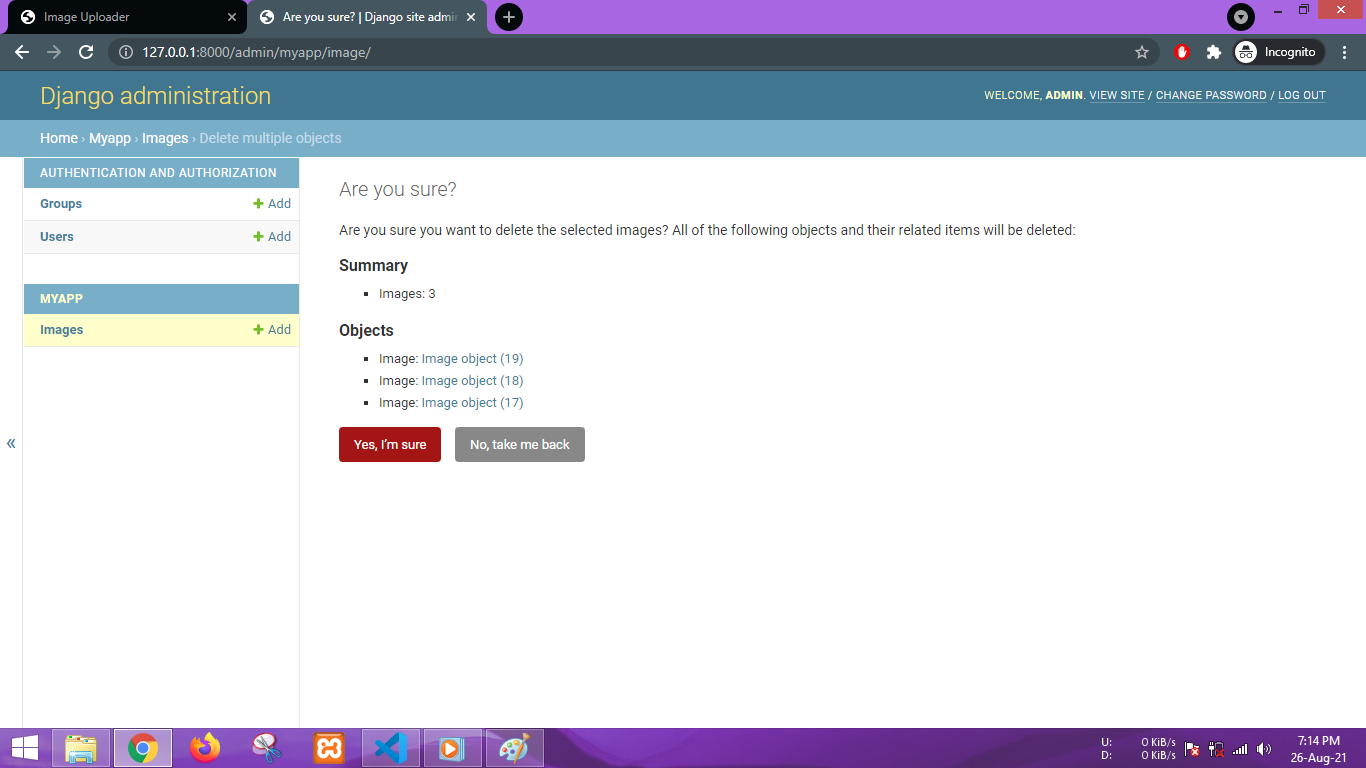 Image Uploader
Are you sure? | Django site admi
127.0.0.1:8000/admin/myapp/image/
Incognito
Django administration
WELCOME, ADMIN. VIEW SITE / CHANGE PASSWORD / LOG OUT
Home › Myapp › Images › Delete multiple objects
AUTHENTICATION AND AUTHORIZATION
Groups + Add
Users + Add
MYAPP
Images + Add
«
Are you sure?
Are you sure you want to delete the selected images? All of the following objects and their related items will be deleted:
Summary
Images: 3
Objects
Image: Image object (19)
Image: Image object (18)
Image: Image object (17)
Yes, I’m sure
No, take me back
U: 0 KiB/s
D: 0 KiB/s
7:14 PM
26-Aug-21